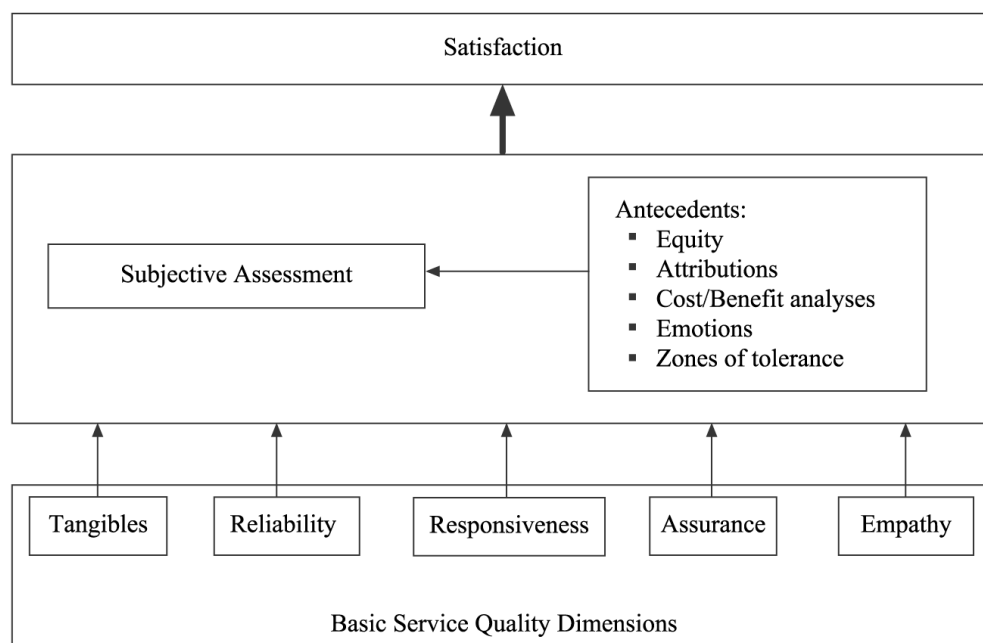 Satisfaction
Subjective Assessment
Antecedents:
▪ Equity
▪ Attributions
▪ Cost/Benefit analyses
▪ Emotions
▪ Zones of tolerance
Tangibles
Reliability
Responsiveness
Assurance
Empathy
Basic Service Quality Dimensions